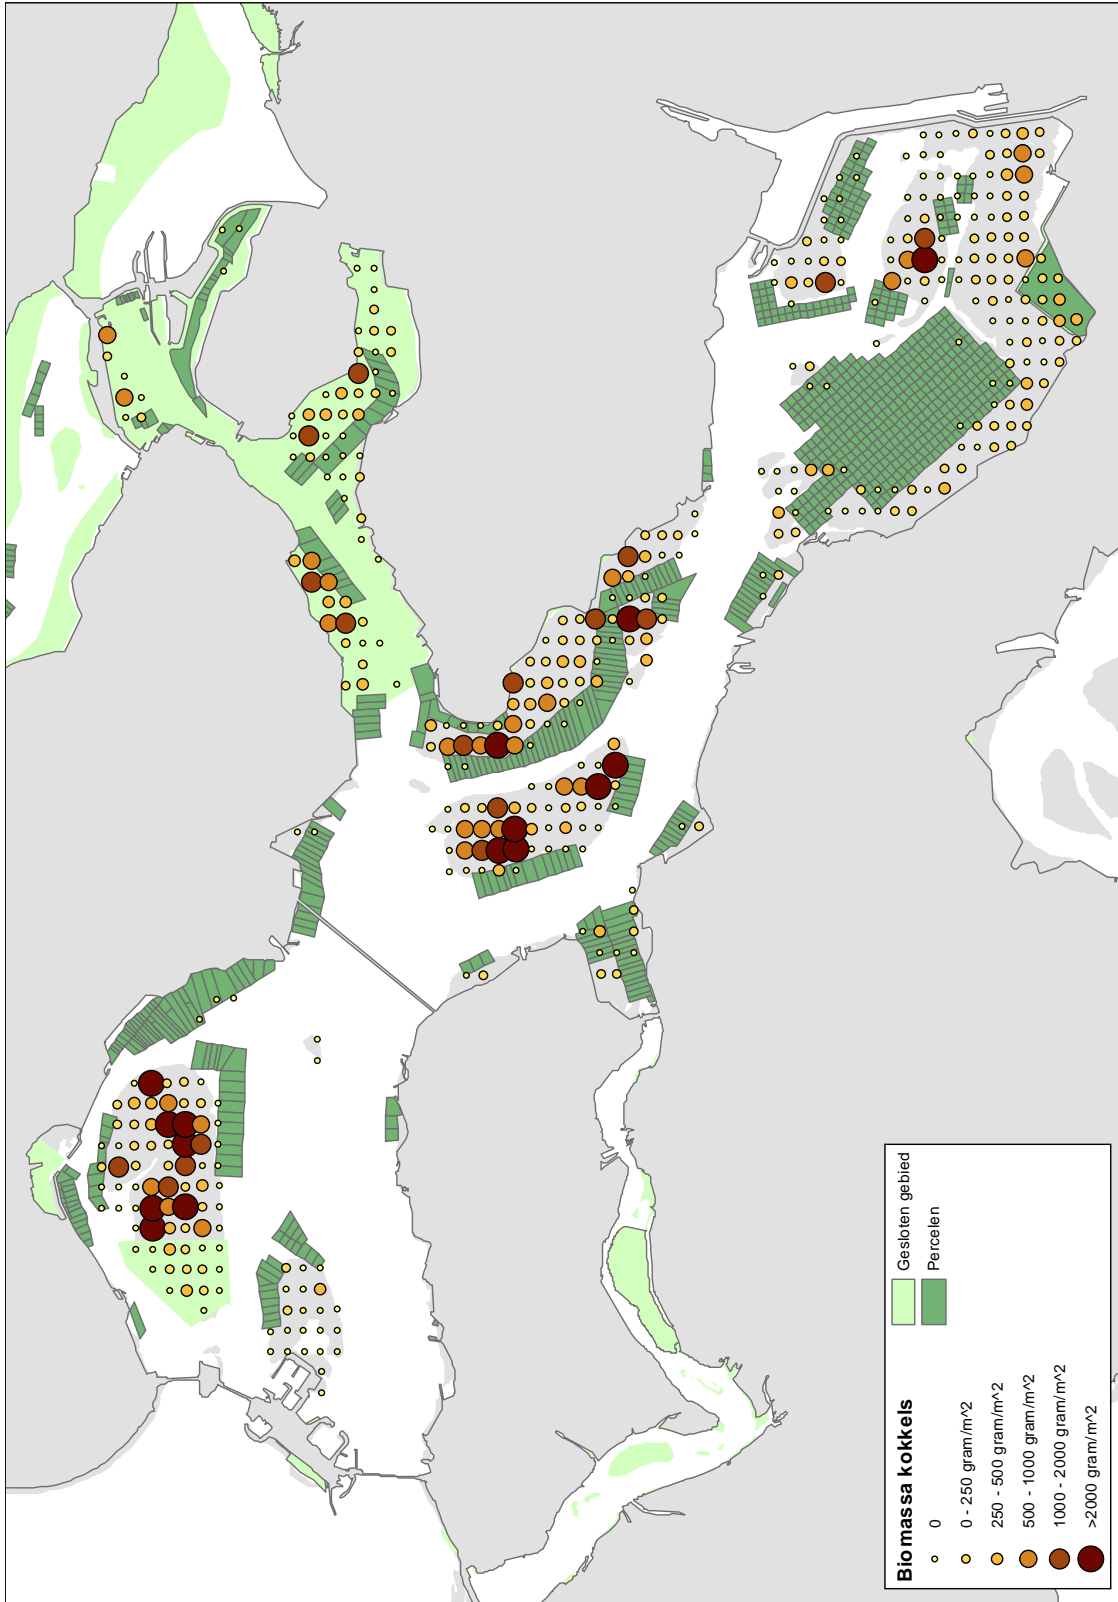 Biomassa kokkels
0
0 - 250 gram/m^2
250 - 500 gram/m^2
500 - 1000 gram/m^2
1000 - 2000 gram/m^2
>2000 gram/m^2
Gesloten gebied
Percelen